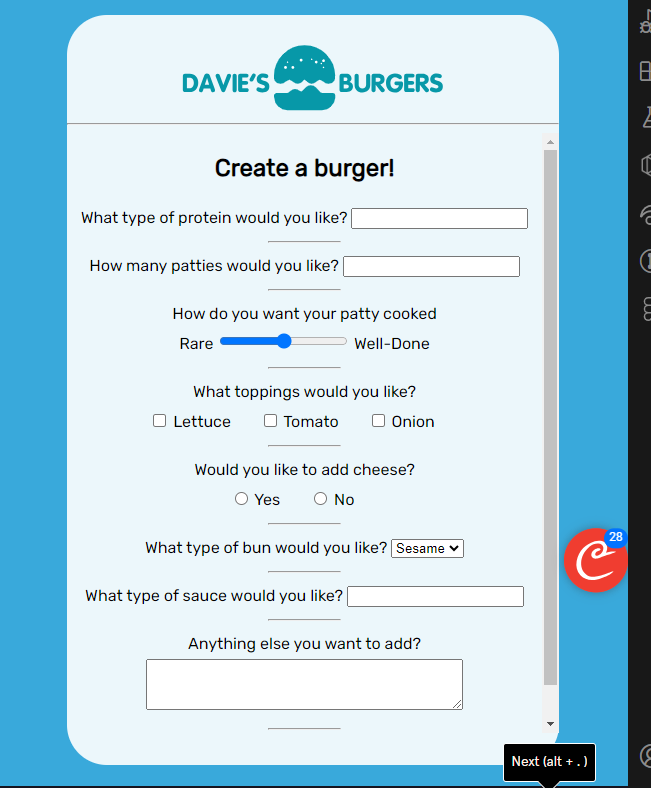 DAVIE'S BURGERS
Create a burger!
What type of protein would you like?
How many patties would you like?
How do you want your patty cooked
Rare Well-Done
What toppings would you like?
Lettuce Tomato Onion
Would you like to add cheese?
Yes No
What type of bun would you like? Sesame
28
What type of sauce would you like?
Anything else you want to add?
Next (alt + . )